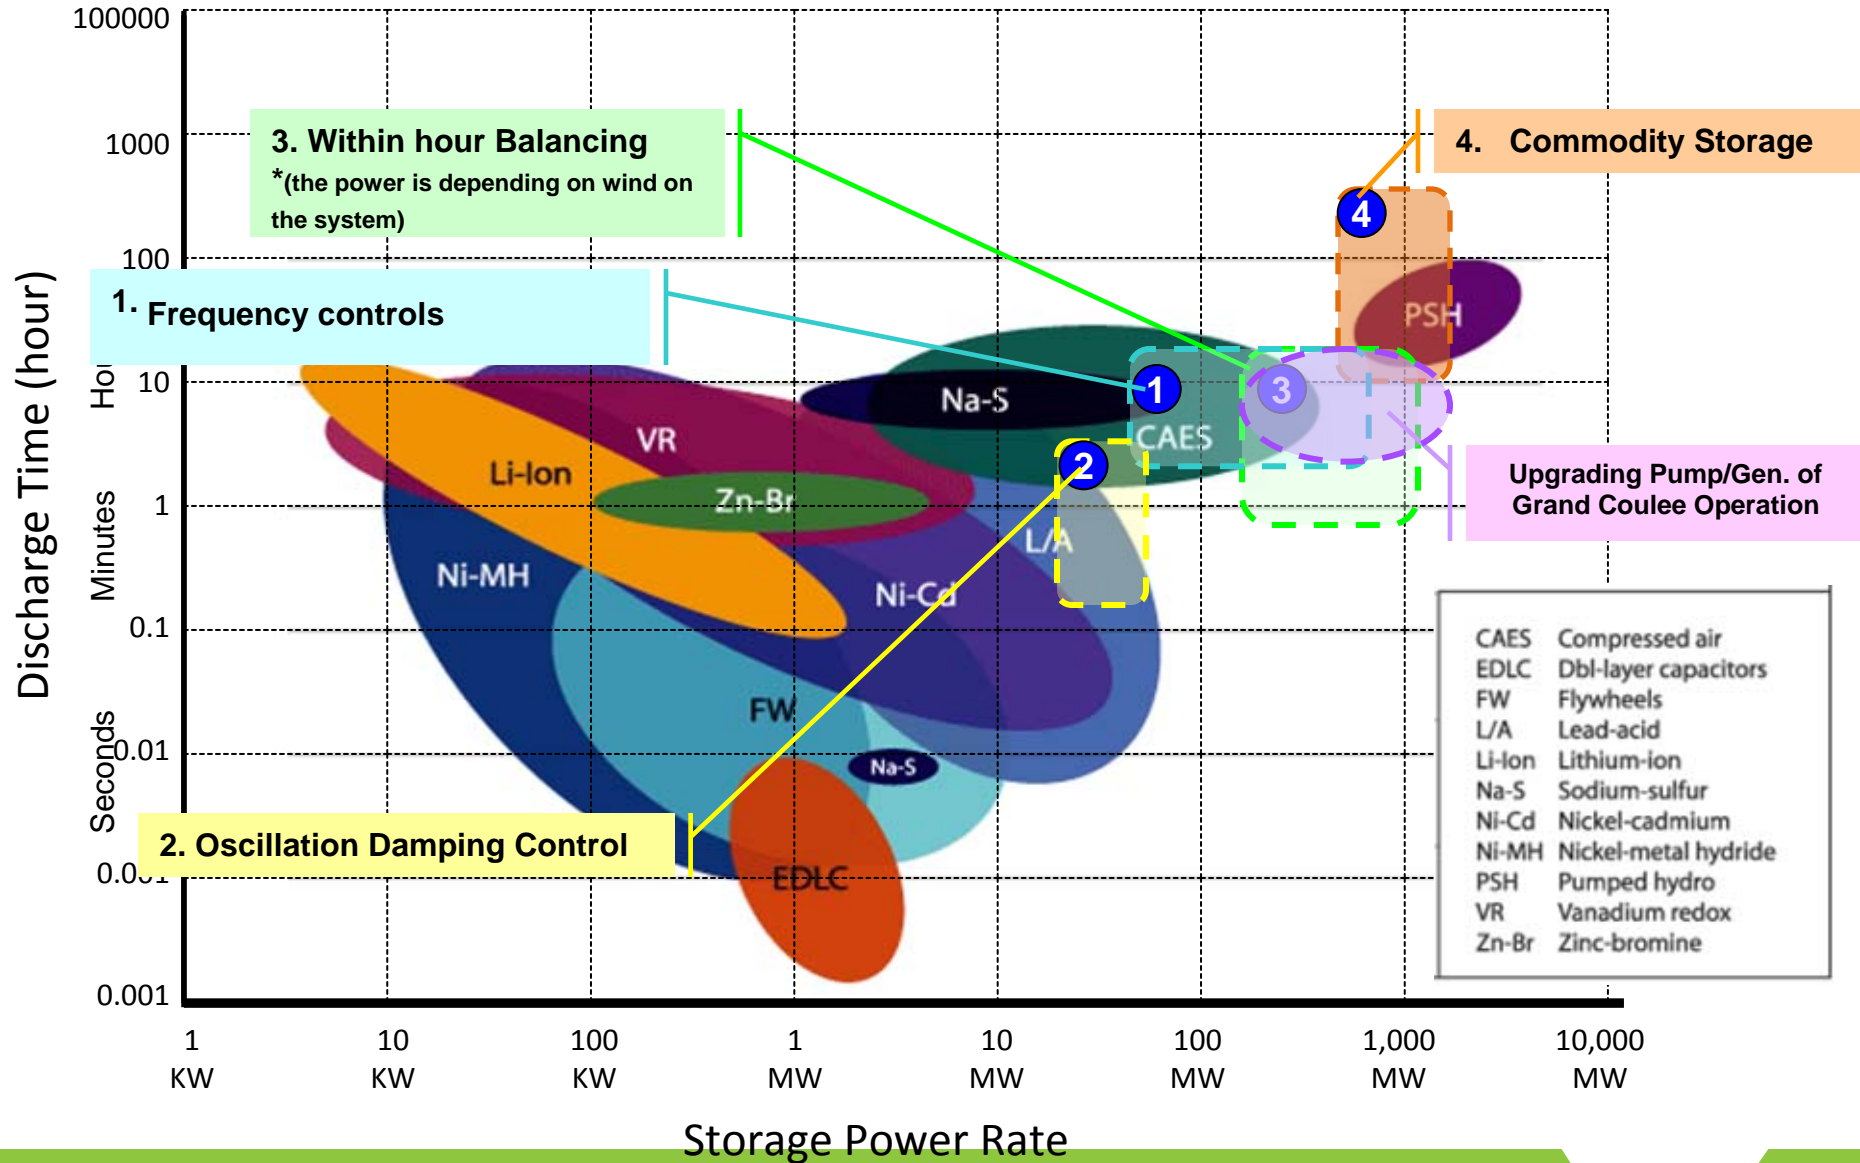 100000
1000
100
10
1
0.1
0.01
0.001
Discharge Time (hour)
Minutes
Seconds
3. Within hour Balancing
*(the power is depending on wind on
the system)
4. Commodity Storage
1. Frequency controls
2. Oscillation Damping Control
Upgrading Pump/Gen. of
Grand Coulee Operation
4
PSH
1
3
2
Na-S
CAES
VR
Li-Ion
Zn-Br
L/A
Ni-MH
Ni-Cd
FW
Na-S
EDLC
CAES Compressed air
EDLC Dbl-layer capacitors
FW Flywheels
L/A Lead-acid
Li-Ion Lithium-ion
Na-S Sodium-sulfur
Ni-Cd Nickel-cadmium
Ni-MH Nickel-metal hydride
PSH Pumped hydro
VR Vanadium redox
Zn-Br Zinc-bromine
1 10 100 1 10 100 1,000 10,000
KW KW KW MW MW MW MW MW
Storage Power Rate